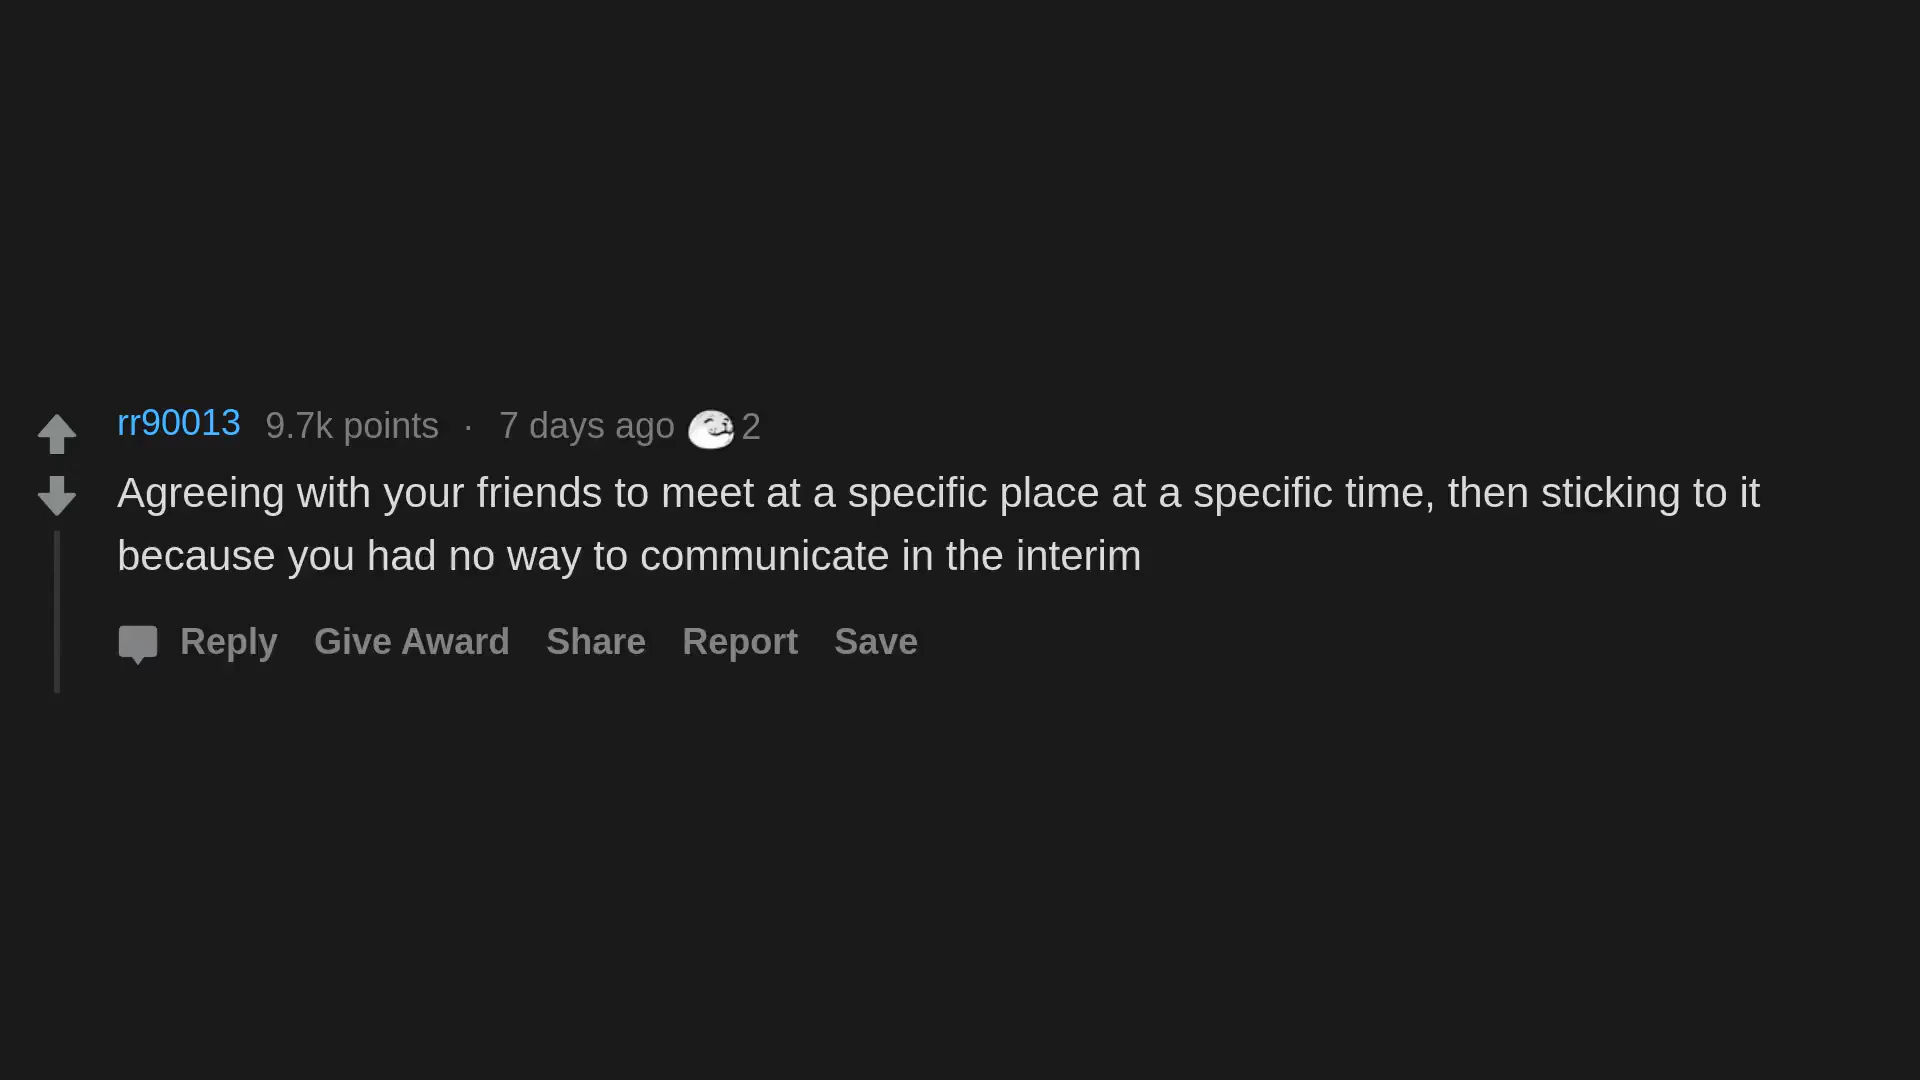 rr90013 9.7k points · 7 days ago 2
Agreeing with your friends to meet at a specific place at a specific time, then sticking to it
because you had no way to communicate in the interim
Reply Give Award Share Report Save